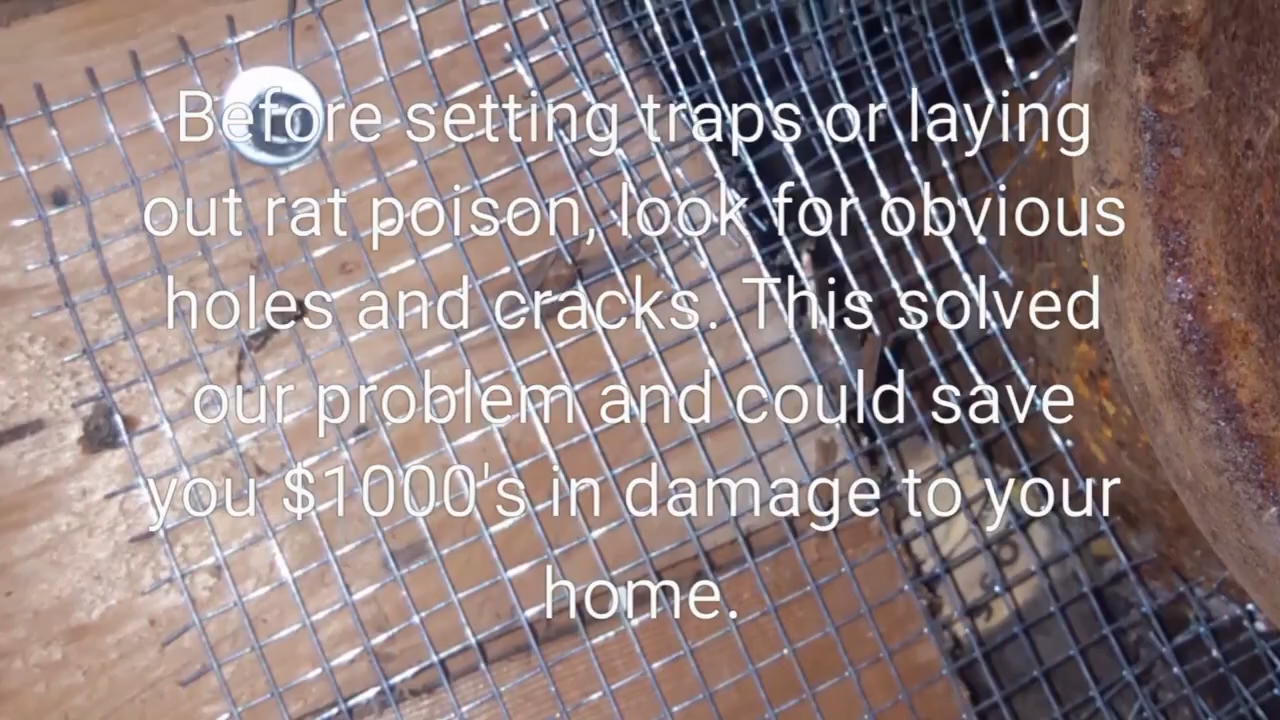 Before setting traps or laying
out rat poison, look for obvious
holes and cracks. This solved
our problem and could save
you $1000's in damage to your
home.